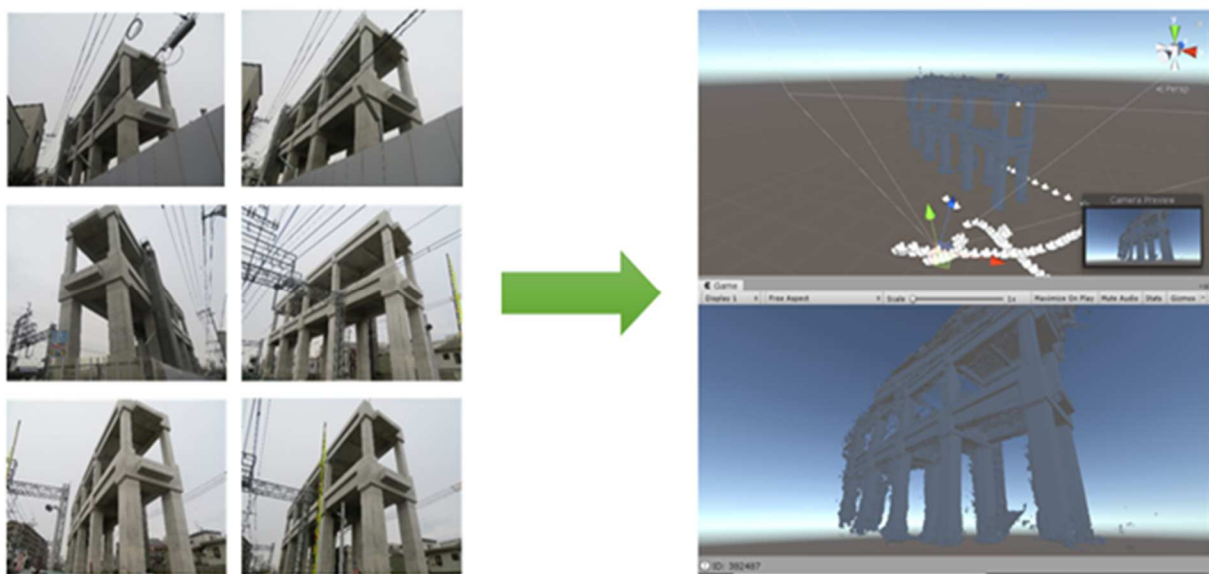 Persp
Camera Preview
Game
Display 1 Free Aspect Scale 1x Maximize On Play Mute Audio Stats Gizmos
ID: 382487